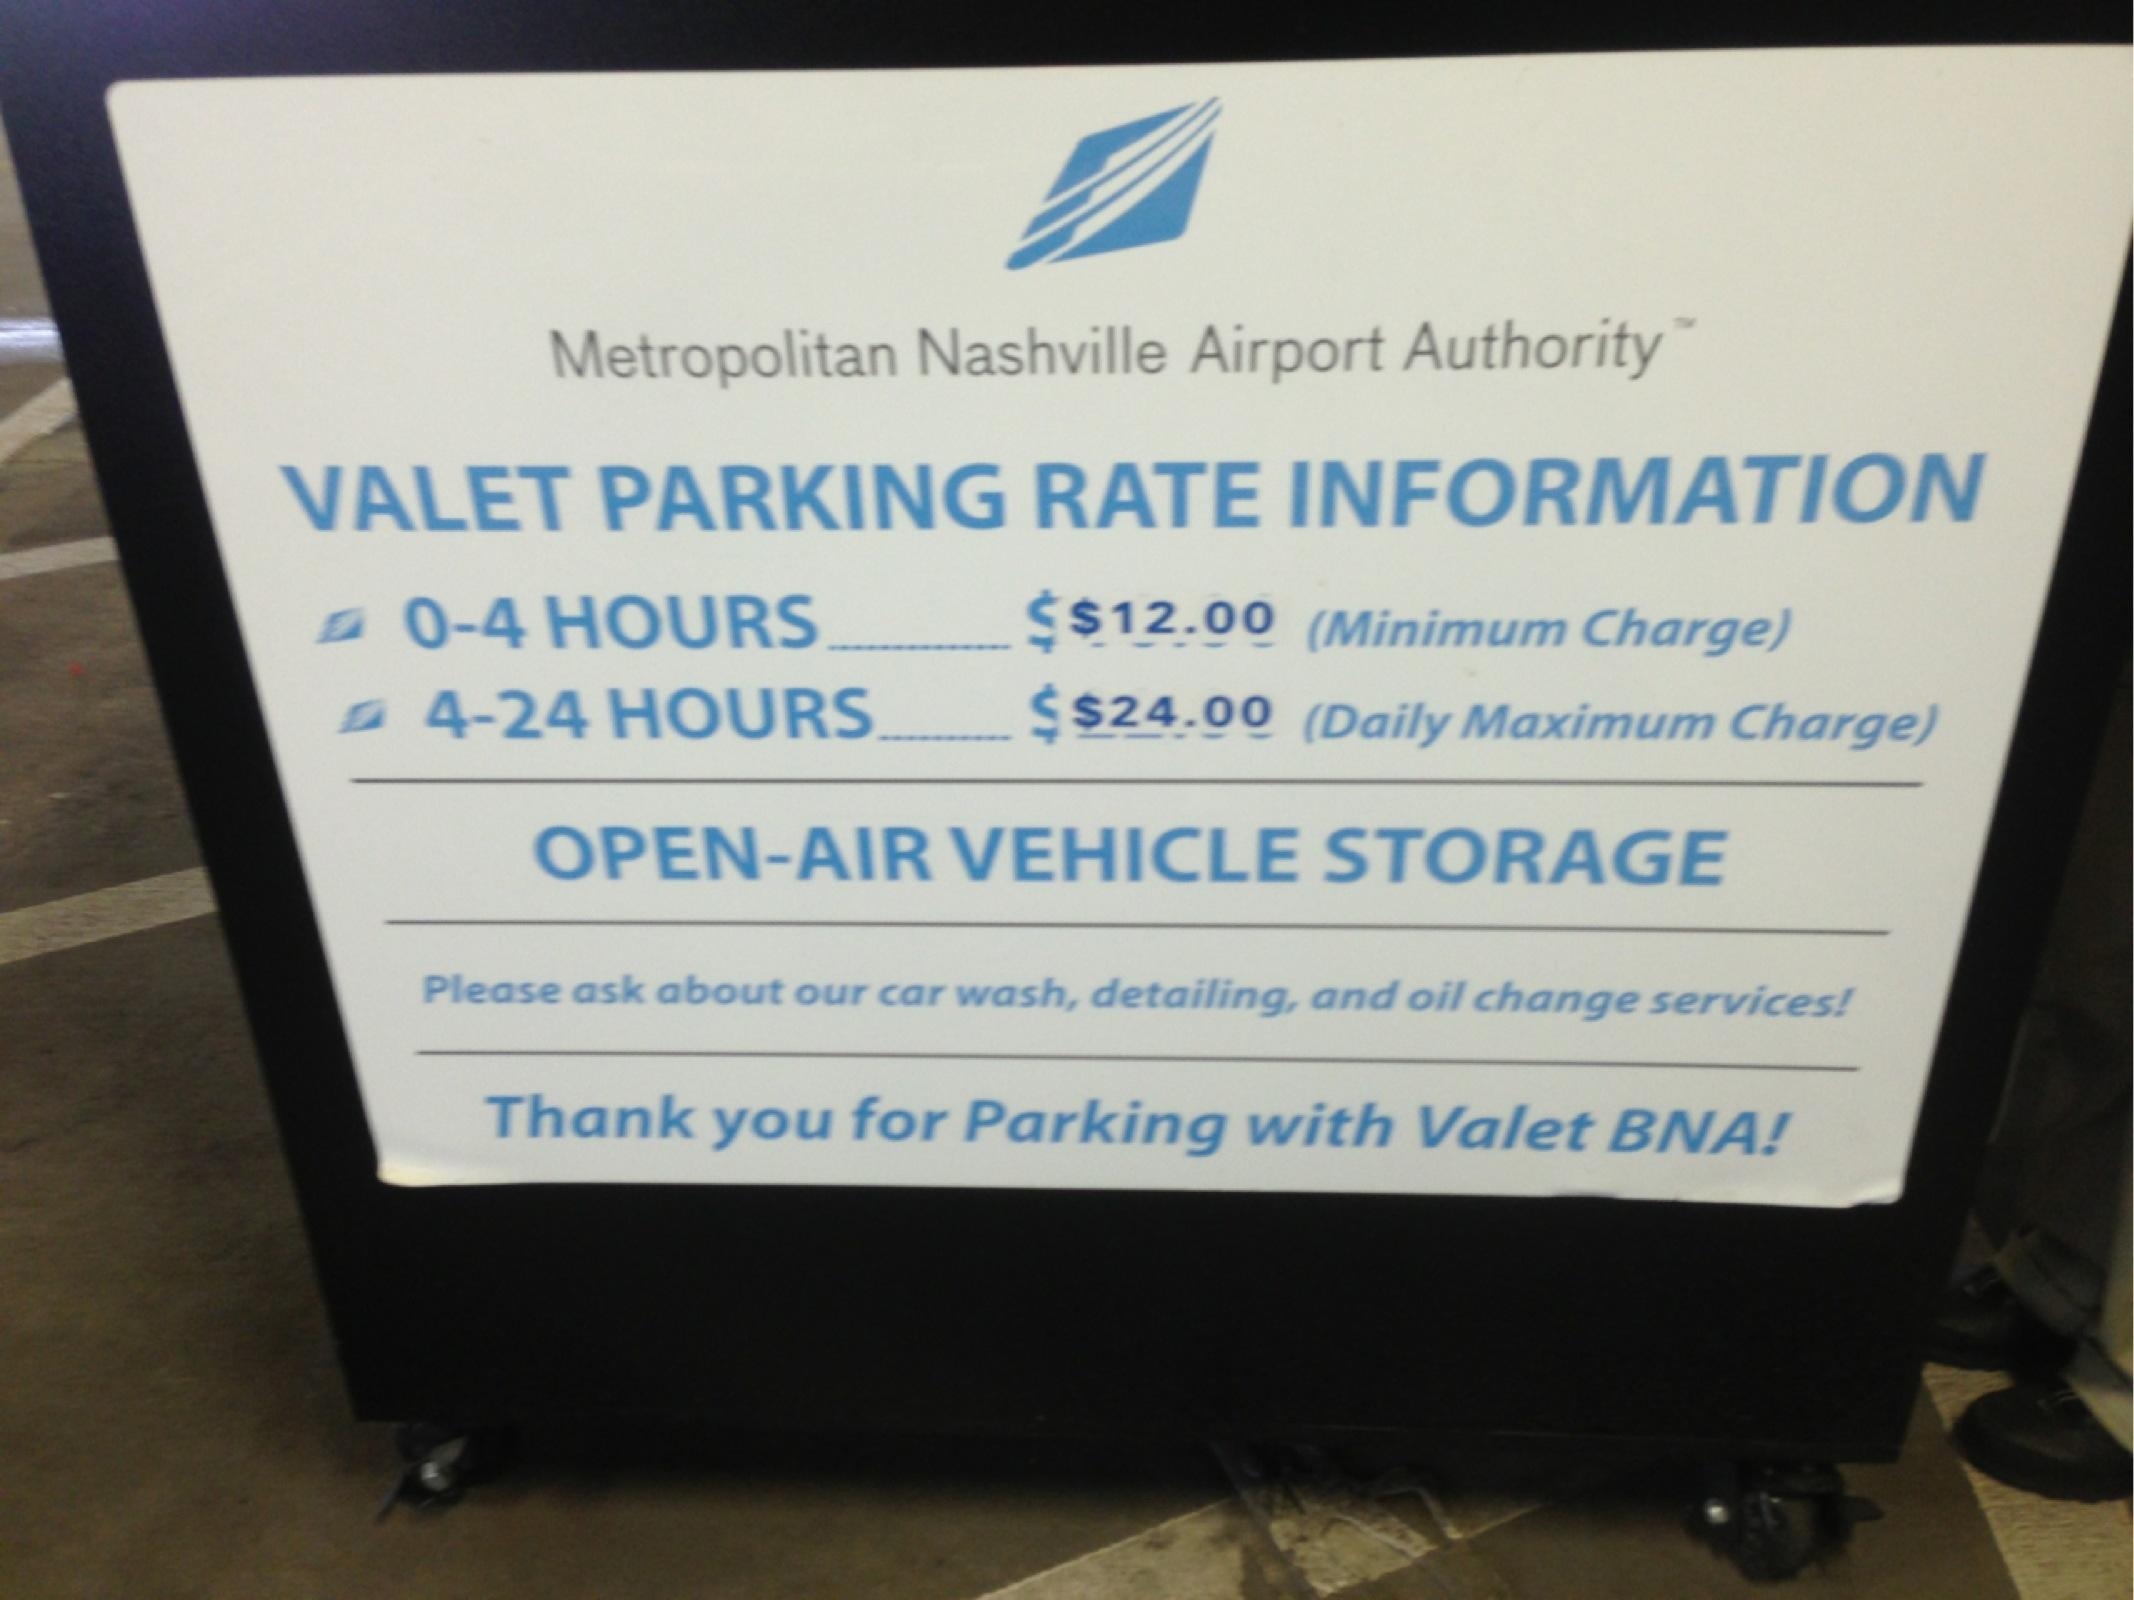 Metropolitan Nashville Airport Authority™
VALET PARKING RATE INFORMATION
0-4 HOURS .......... $ $12.00 (Minimum Charge)
4-24 HOURS .......... $ $24.00 (Daily Maximum Charge)
OPEN-AIR VEHICLE STORAGE
Please ask about our car wash, detailing, and oil change services!
Thank you for Parking with Valet BNA!